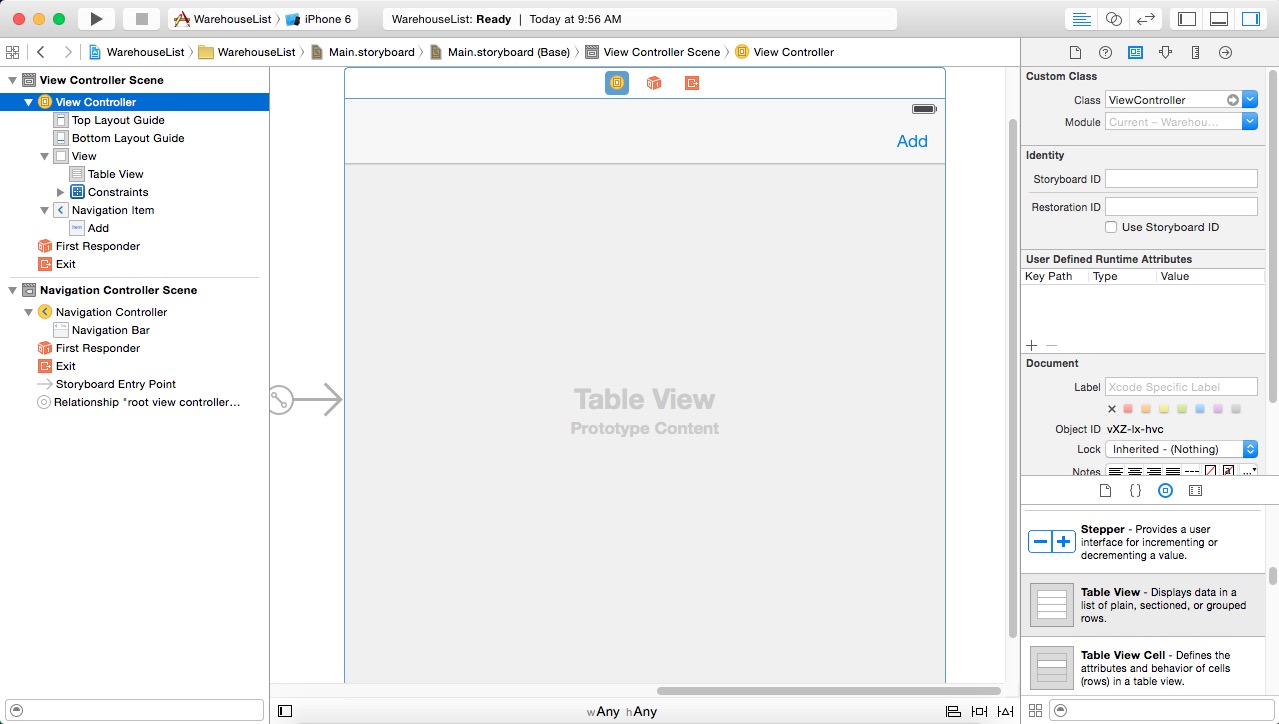 WarehouseList
iPhone 6
WarehouseList: Ready | Today at 9:56 AM
WarehouseList
WarehouseList
Main.storyboard
Main.storyboard (Base)
View Controller Scene
View Controller
View Controller Scene
View Controller
Top Layout Guide
Bottom Layout Guide
View
Table View
Constraints
Navigation Item
Item
Add
First Responder
Exit
Navigation Controller Scene
Navigation Controller
Navigation Bar
First Responder
Exit
Storyboard Entry Point
Relationship "root view controller...
Add
Table View
Prototype Content
wAny hAny
Custom Class
Class ViewController
Module Current – Warehou...
Identity
Storyboard ID
Restoration ID
Use Storyboard ID
User Defined Runtime Attributes
Key Path Type Value
Document
Label Xcode Specific Label
Object ID vXZ-lx-hvc
Lock Inherited - (Nothing)
Notes
Stepper - Provides a user
interface for incrementing or
decrementing a value.
Table View - Displays data in a
list of plain, sectioned, or grouped
rows.
Table View Cell - Defines the
attributes and behavior of cells
(rows) in a table view.